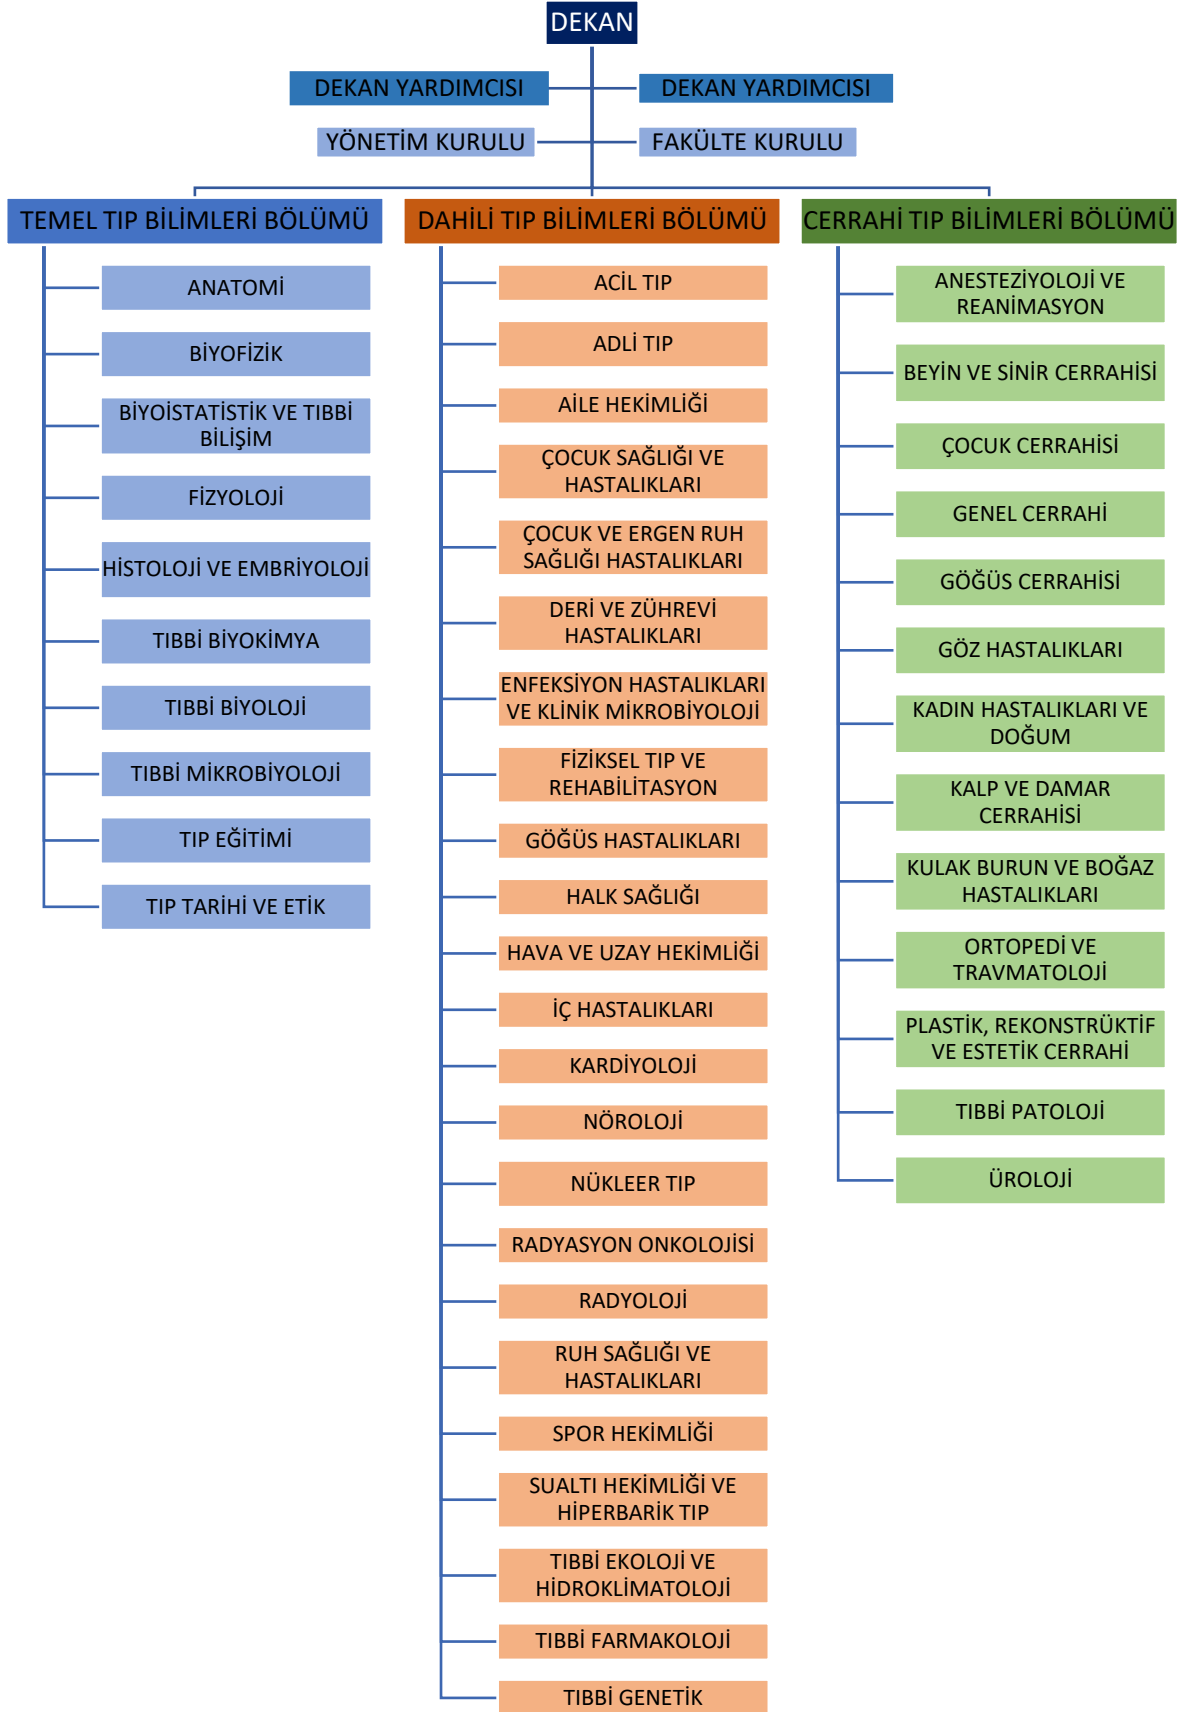 DEKAN
DEKAN YARDIMCISI
DEKAN YARDIMCISI
YÖNETİM KURULU
FAKÜLTE KURULU
TEMEL TIP BİLİMLERİ BÖLÜMÜ
ANATOMİ
BİYOFİZİK
BİYOİSTATİSTİK VE TIBBİ
BİLİŞİM
FİZYOLOJİ
HİSTOLOJİ VE EMBRİYOLOJİ
TIBBİ BİYOKİMYA
TIBBİ BİYOLOJİ
TIBBİ MİKROBİYOLOJİ
TIP EĞİTİMİ
TIP TARİHİ VE ETİK
DAHİLİ TIP BİLİMLERİ BÖLÜMÜ
ACİL TIP
ADLİ TIP
AİLE HEKİMLİĞİ
ÇOCUK SAĞLIĞI VE
HASTALIKLARI
ÇOCUK VE ERGEN RUH
SAĞLIĞI HASTALIKLARI
DERİ VE ZÜHREVİ
HASTALIKLARI
ENFEKSİYON HASTALIKLARI
VE KLİNİK MİKROBİYOLOJİ
FİZİKSEL TIP VE
REHABİLİTASYON
GÖĞÜS HASTALIKLARI
HALK SAĞLIĞI
HAVA VE UZAY HEKİMLİĞİ
İÇ HASTALIKLARI
KARDİYOLOJİ
NÖROLOJİ
NÜKLEER TIP
RADYASYON ONKOLOJİSİ
RADYOLOJİ
RUH SAĞLIĞI VE
HASTALIKLARI
SPOR HEKİMLİĞİ
SUALTI HEKİMLİĞİ VE
HİPERBARİK TIP
TIBBİ EKOLOJİ VE
HİDROKLİMATOLOJİ
TIBBİ FARMAKOLOJİ
TIBBİ GENETİK
CERRAHİ TIP BİLİMLERİ BÖLÜMÜ
ANESTEZİYOLOJİ VE
REANİMASYON
BEYİN VE SİNİR CERRAHİSİ
ÇOCUK CERRAHİSİ
GENEL CERRAHİ
GÖĞÜS CERRAHİSİ
GÖZ HASTALIKLARI
KADIN HASTALIKLARI VE
DOĞUM
KALP VE DAMAR
CERRAHİSİ
KULAK BURUN VE BOĞAZ
HASTALIKLARI
ORTOPEDİ VE
TRAVMATOLOJİ
PLASTİK, REKONSTRÜKTİF
VE ESTETİK CERRAHİ
TIBBİ PATOLOJİ
ÜROLOJİ